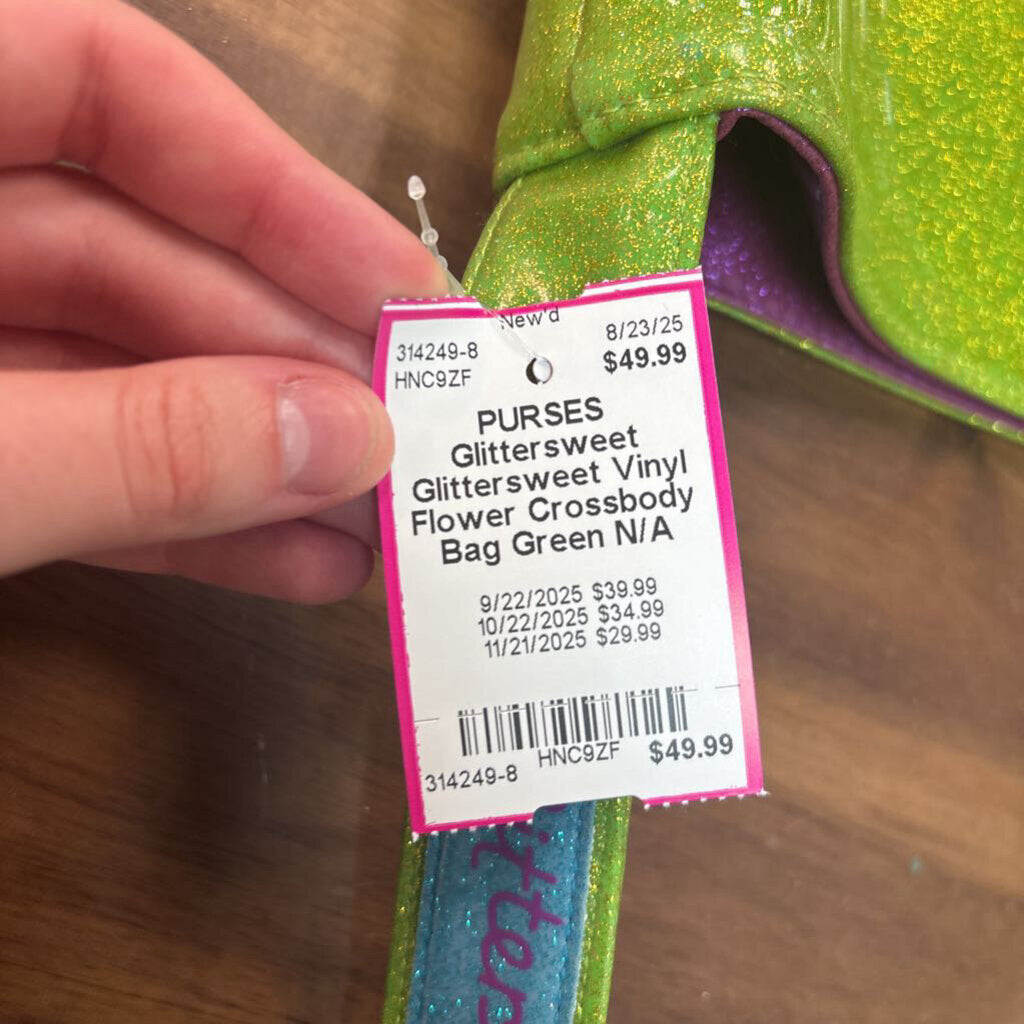 New'd
8/23/25
314249-8
$49.99
HNC9ZF
PURSES
Glittersweet
Glittersweet Vinyl
Flower Crossbody
Bag Green N/A
9/22/2025 $39.99
10/22/2025 $34.99
11/21/2025 $29.99
314249-8 HNC9ZF $49.99